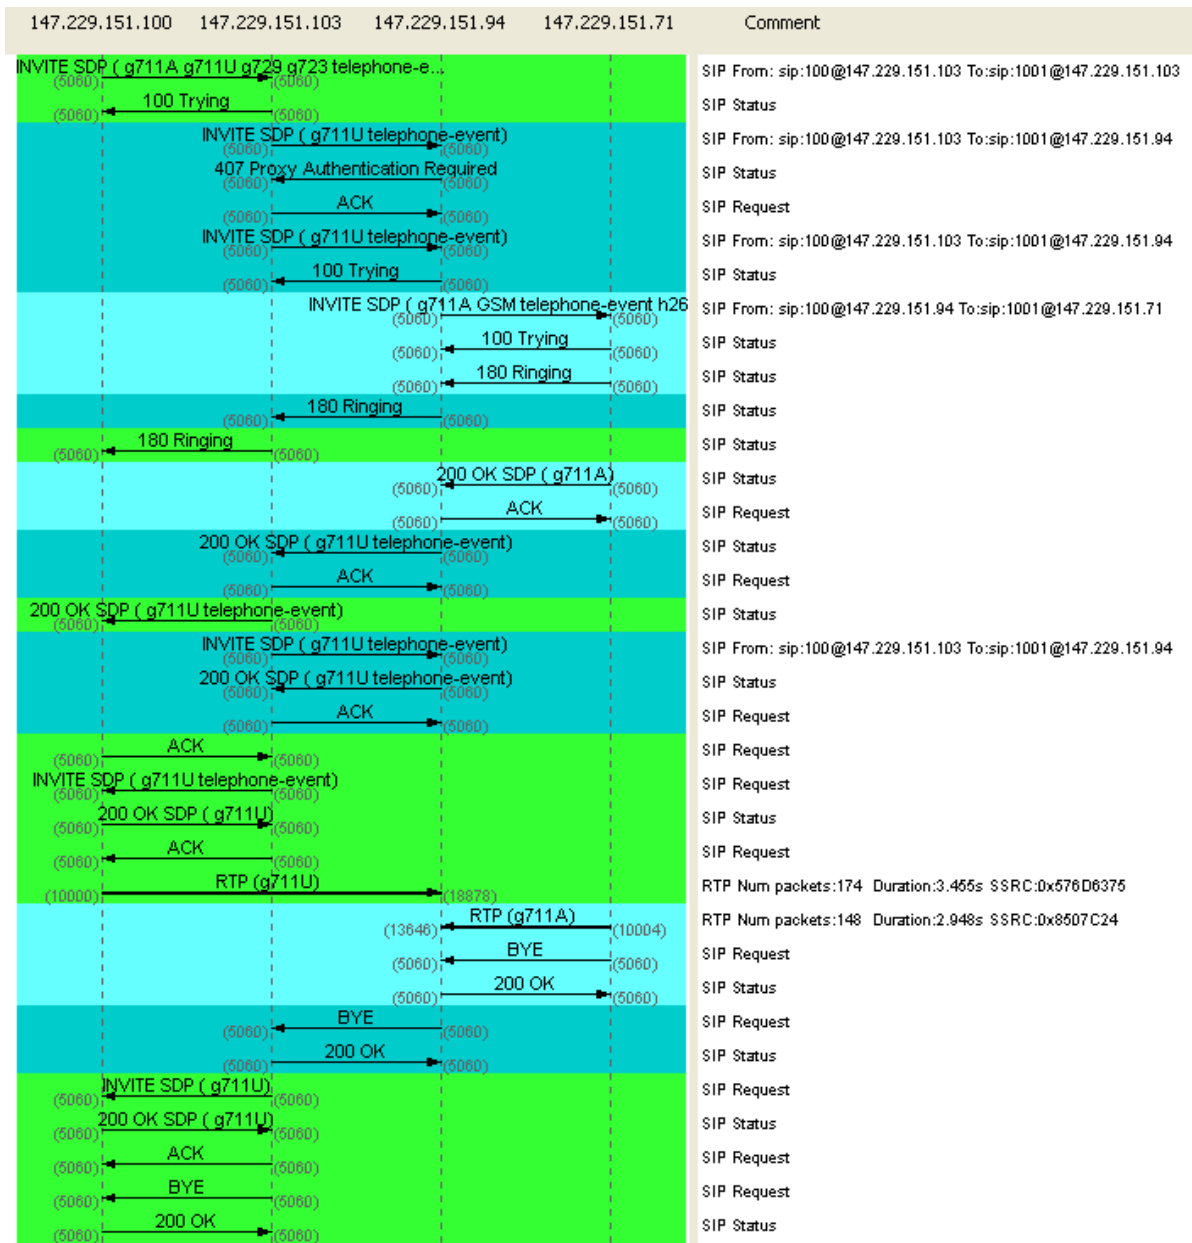 147.229.151.100 147.229.151.103 147.229.151.94 147.229.151.71 Comment
INVITE SDP ( g711A g711U g729 g723 telephone-e... SIP From: sip:100@147.229.151.103 To:sip:1001@147.229.151.103
(5060) (5060)
100 Trying SIP Status
(5060) (5060)
INVITE SDP ( g711U telephone-event) SIP From: sip:100@147.229.151.103 To:sip:1001@147.229.151.94
(5060) (5060)
407 Proxy Authentication Required SIP Status
(5060) (5060)
ACK SIP Request
(5060) (5060)
INVITE SDP ( g711U telephone-event) SIP From: sip:100@147.229.151.103 To:sip:1001@147.229.151.94
(5060) (5060)
100 Trying SIP Status
(5060) (5060)
INVITE SDP ( g711A GSM telephone-event h26 SIP From: sip:100@147.229.151.94 To:sip:1001@147.229.151.71
(5060) (5060)
100 Trying SIP Status
(5060) (5060)
180 Ringing SIP Status
(5060) (5060)
180 Ringing SIP Status
(5060) (5060)
180 Ringing SIP Status
(5060) (5060)
200 OK SDP ( g711A) SIP Status
(5060) (5060)
ACK SIP Request
(5060) (5060)
200 OK SDP ( g711U telephone-event) SIP Status
(5060) (5060)
ACK SIP Request
(5060) (5060)
200 OK SDP ( g711U telephone-event) SIP Status
(5060) (5060)
INVITE SDP ( g711U telephone-event) SIP From: sip:100@147.229.151.103 To:sip:1001@147.229.151.94
(5060) (5060)
200 OK SDP ( g711U telephone-event) SIP Status
(5060) (5060)
ACK SIP Request
(5060) (5060)
ACK SIP Request
(5060) (5060)
INVITE SDP ( g711U telephone-event) SIP Request
(5060) (5060)
200 OK SDP ( g711U) SIP Status
(5060) (5060)
ACK SIP Request
(5060) (5060)
RTP (g711U) RTP Num packets:174 Duration:3.455s SSRC:0x576D6375
(10000) (18878)
RTP (g711A) RTP Num packets:148 Duration:2.948s SSRC:0x8507C24
(13646) (10004)
BYE SIP Request
(5060) (5060)
200 OK SIP Status
(5060) (5060)
BYE SIP Request
(5060) (5060)
200 OK SIP Status
(5060) (5060)
INVITE SDP ( g711U) SIP Request
(5060) (5060)
200 OK SDP ( g711U) SIP Status
(5060) (5060)
ACK SIP Request
(5060) (5060)
BYE SIP Request
(5060) (5060)
200 OK SIP Status
(5060) (5060)